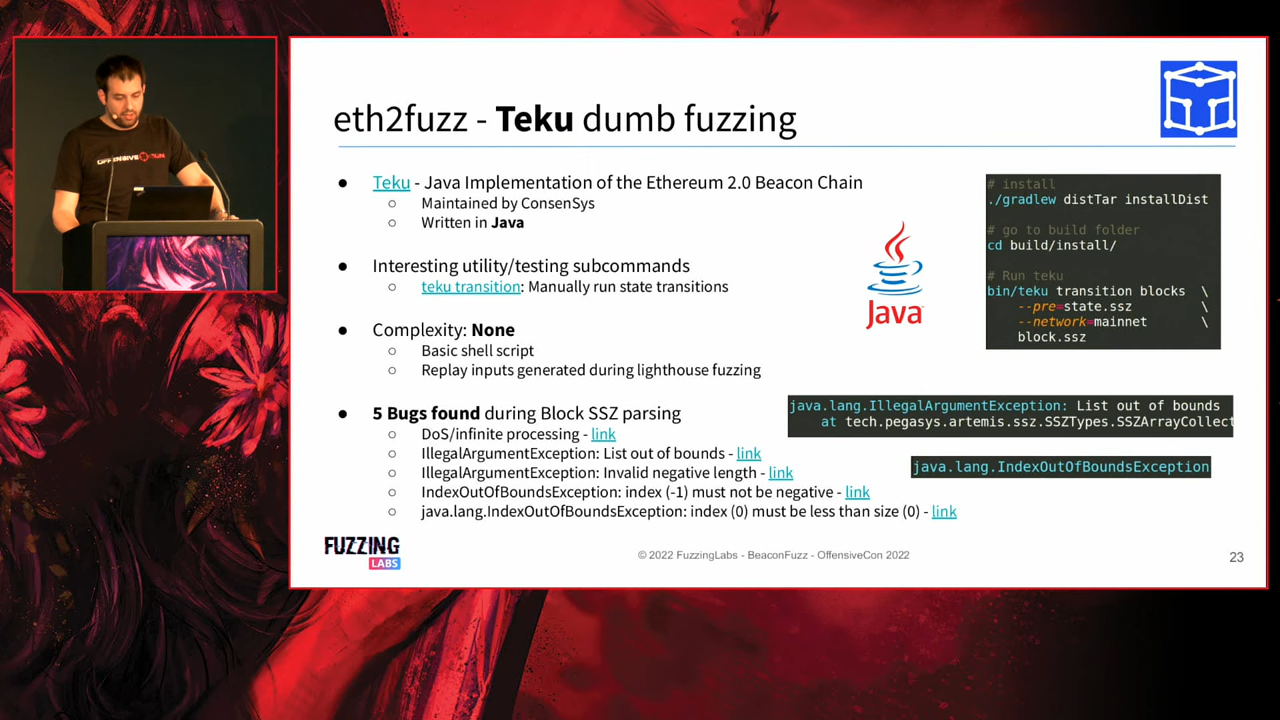 OFFENSIVE CON
eth2fuzz - Teku dumb fuzzing
● Teku - Java Implementation of the Ethereum 2.0 Beacon Chain
○ Maintained by ConsenSys
○ Written in Java
● Interesting utility/testing subcommands
○ teku transition: Manually run state transitions
● Complexity: None
○ Basic shell script
○ Replay inputs generated during lighthouse fuzzing
● 5 Bugs found during Block SSZ parsing
○ DoS/infinite processing - link
○ IllegalArgumentException: List out of bounds - link
○ IllegalArgumentException: Invalid negative length - link
○ IndexOutOfBoundsException: index (-1) must not be negative - link
○ java.lang.IndexOutOfBoundsException: index (0) must be less than size (0) - link
Java
# install
./gradlew distTar installDist
# go to build folder
cd build/install/
# Run teku
bin/teku transition blocks \
--pre=state.ssz \
--network=mainnet \
block.ssz
java.lang.IllegalArgumentException: List out of bounds
at tech.pegasys.artemis.ssz.SSZTypes.SSZArrayCollect
java.lang.IndexOutOfBoundsException
FUZZING
LABS
© 2022 FuzzingLabs - BeaconFuzz - OffensiveCon 2022
23